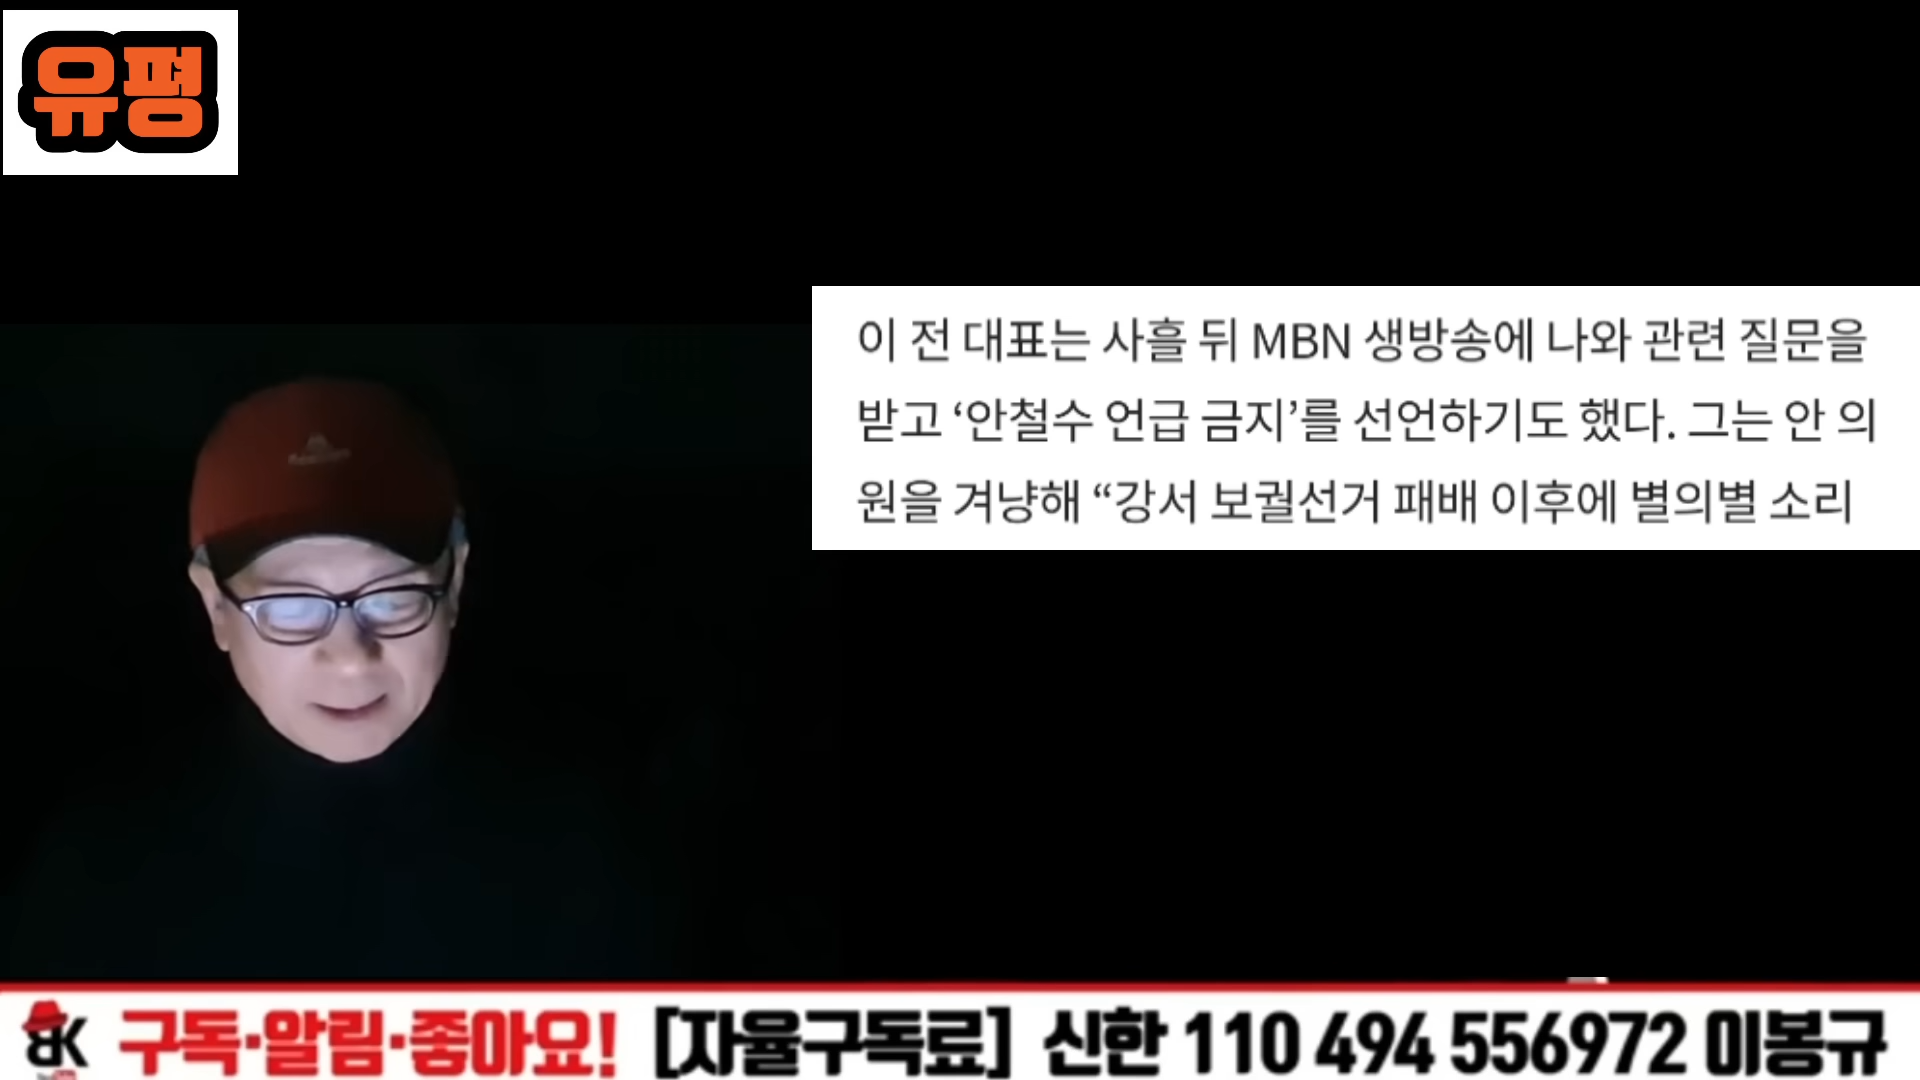 유평
이 전 대표는 사흘 뒤 MBN 생방송에 나와 관련 질문을
받고 ‘안철수 언급 금지’를 선언하기도 했다. 그는 안 의
원을 겨냥해 “강서 보궐선거 패배 이후에 별의별 소리
BK 구독·알림·좋아요! [자율구독료] 신한 110 494 556972 이봉규